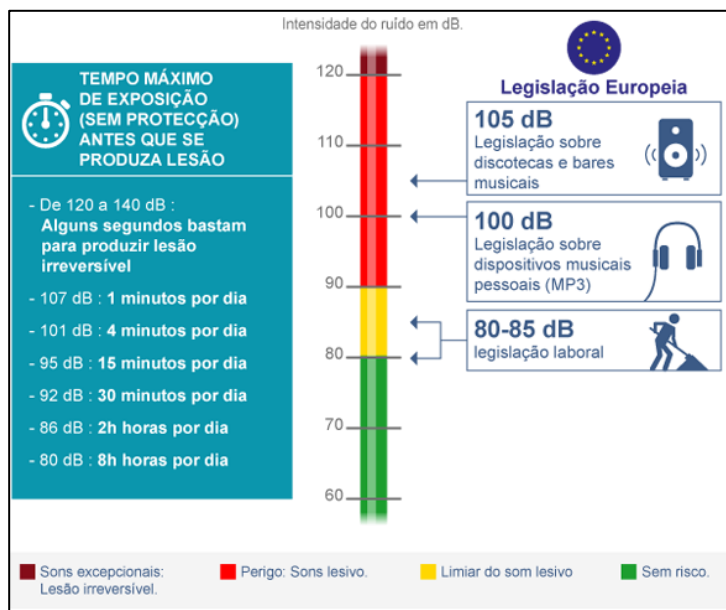 Intensidade do ruído em dB.
TEMPO MÁXIMO
DE EXPOSIÇÃO
(SEM PROTECÇÃO)
ANTES QUE SE
PRODUZA LESÃO
- De 120 a 140 dB :
Alguns segundos bastam
para produzir lesão
irreversível
- 107 dB : 1 minutos por dia
- 101 dB : 4 minutos por dia
- 95 dB : 15 minutos por dia
- 92 dB : 30 minutos por dia
- 86 dB : 2h horas por dia
- 80 dB : 8h horas por dia
120
110
100
90
80
70
60
Legislação Europeia
105 dB
Legislação sobre
discotecas e bares
musicais
100 dB
Legislação sobre
dispositivos musicais
pessoais (MP3)
80-85 dB
legislação laboral
Sons excepcionais:
Lesão irreversível.
Perigo: Sons lesivo.
Limiar do som lesivo
Sem risco.